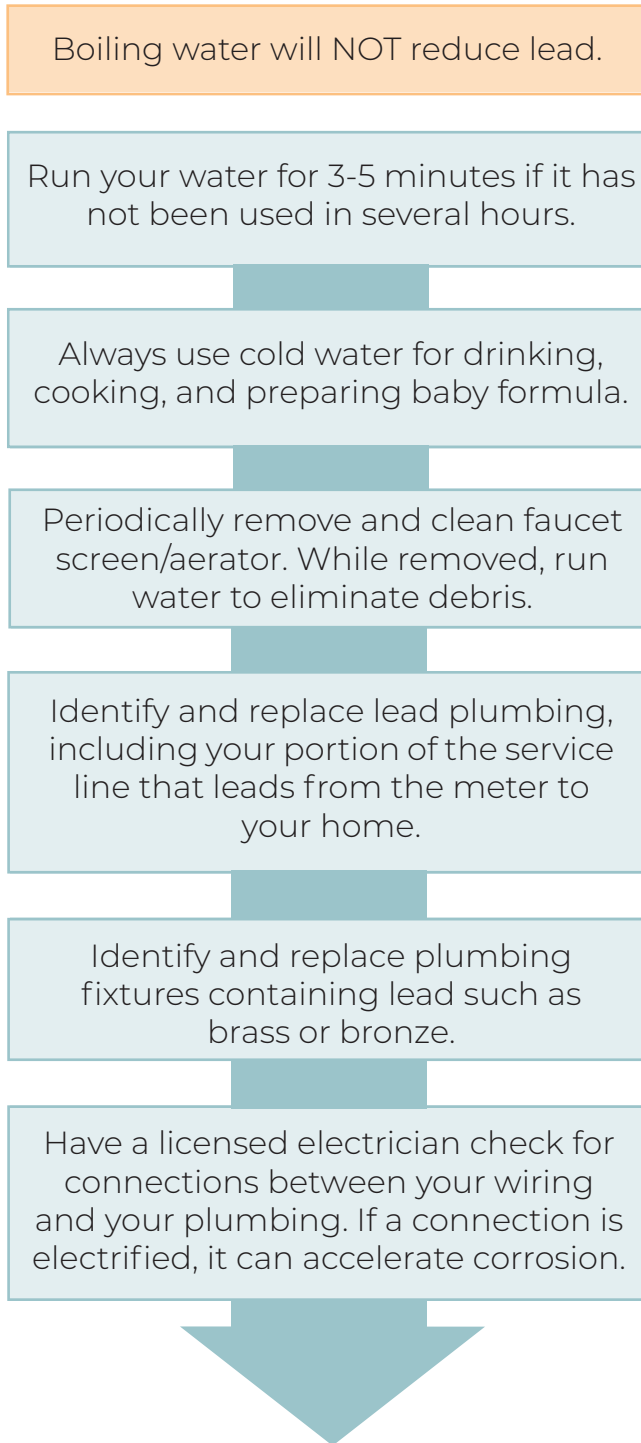 Boiling water will NOT reduce lead.
Run your water for 3-5 minutes if it has
not been used in several hours.
Always use cold water for drinking,
cooking, and preparing baby formula.
Periodically remove and clean faucet
screen/aerator. While removed, run
water to eliminate debris.
Identify and replace lead plumbing,
including your portion of the service
line that leads from the meter to
your home.
Identify and replace plumbing
fixtures containing lead such as
brass or bronze.
Have a licensed electrician check for
connections between your wiring
and your plumbing. If a connection is
electrified, it can accelerate corrosion.